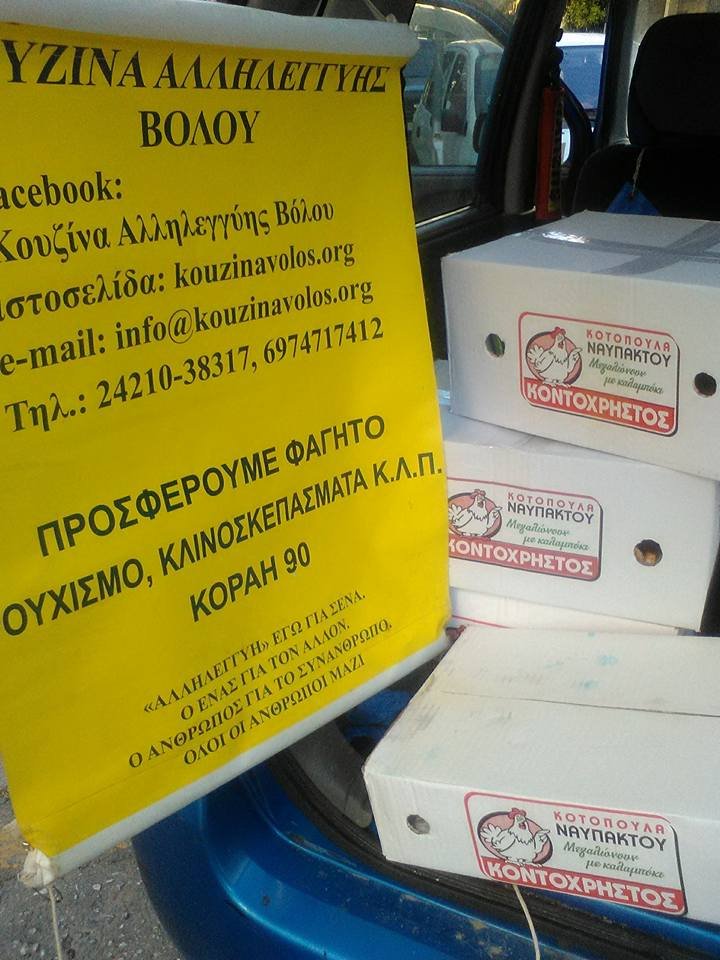 ΥΖΙΝΑ ΑΛΛΗΛΕΓΓΥΗΣ
ΒΟΛΟΥ
acebook:
Κουζίνα Αλληλεγγύης Βόλου
ιστοσελίδα: kouzinavolos.org
e-mail: info@kouzinavolos.org
Τηλ.: 24210-38317, 6974717412
ΠΡΟΣΦΕΡΟΥΜΕ ΦΑΓΗΤΟ
ΟΥΧΙΣΜΟ, ΚΛΙΝΟΣΚΕΠΑΣΜΑΤΑ Κ.Λ.Π.
ΚΟΡΑΗ 90
«ΑΛΛΗΛΕΓΓΥΗ» ΕΓΩ ΓΙΑ ΣΕΝΑ,
Ο ΕΝΑΣ ΓΙΑ ΤΟΝ ΑΛΛΟΝ.
Ο ΑΝΘΡΩΠΟΣ ΓΙΑ ΤΟ ΣΥΝΑΝΘΡΩΠΟ,
ΟΛΟΙ ΟΙ ΑΝΘΡΩΠΟΙ ΜΑΖΙ
ΚΟΤΟΠΟΥΛΑ
ΝΑΥΠΑΚΤΟΥ
Μεγαλώνουν
με καλαμπόκι
ΚΟΝΤΟΧΡΗΣΤΟΣ
ΚΟΤΟΠΟΥΛΑ
ΝΑΥΠΑΚΤΟΥ
Μεγαλώνουν
με καλαμπόκι
ΚΟΝΤΟΧΡΗΣΤΟΣ
ΚΟΤΟΠΟΥΛΑ
ΝΑΥΠΑΚΤΟΥ
Μεγαλώνουν
με καλαμπόκι
ΚΟΝΤΟΧΡΗΣΤΟΣ